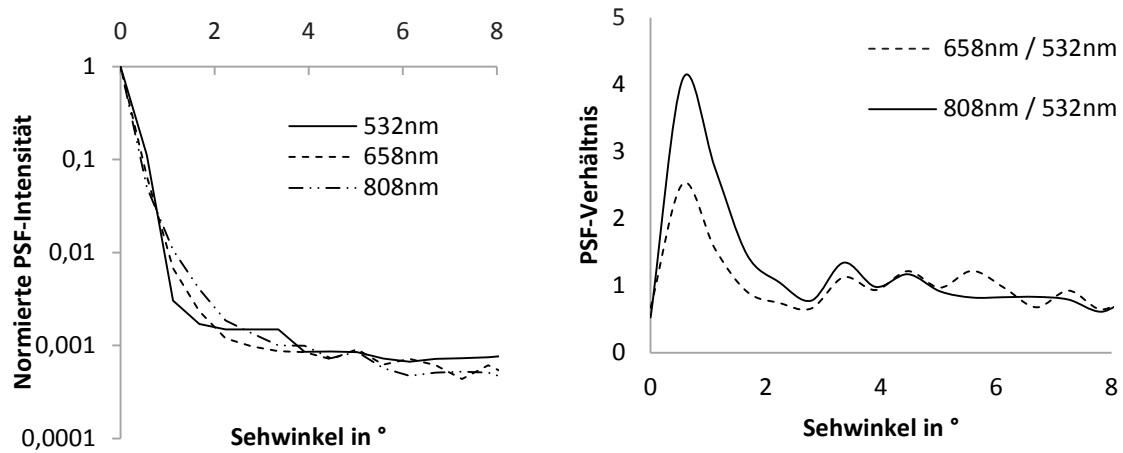 0 2 4 6 8
1
0,1
0,01
0,001
0,0001
Normierte PSF-Intensität
532nm
658nm
808nm
Sehwinkel in °
5
4
3
2
1
0
PSF-Verhältnis
658nm / 532nm
808nm / 532nm
0 2 4 6 8
Sehwinkel in °